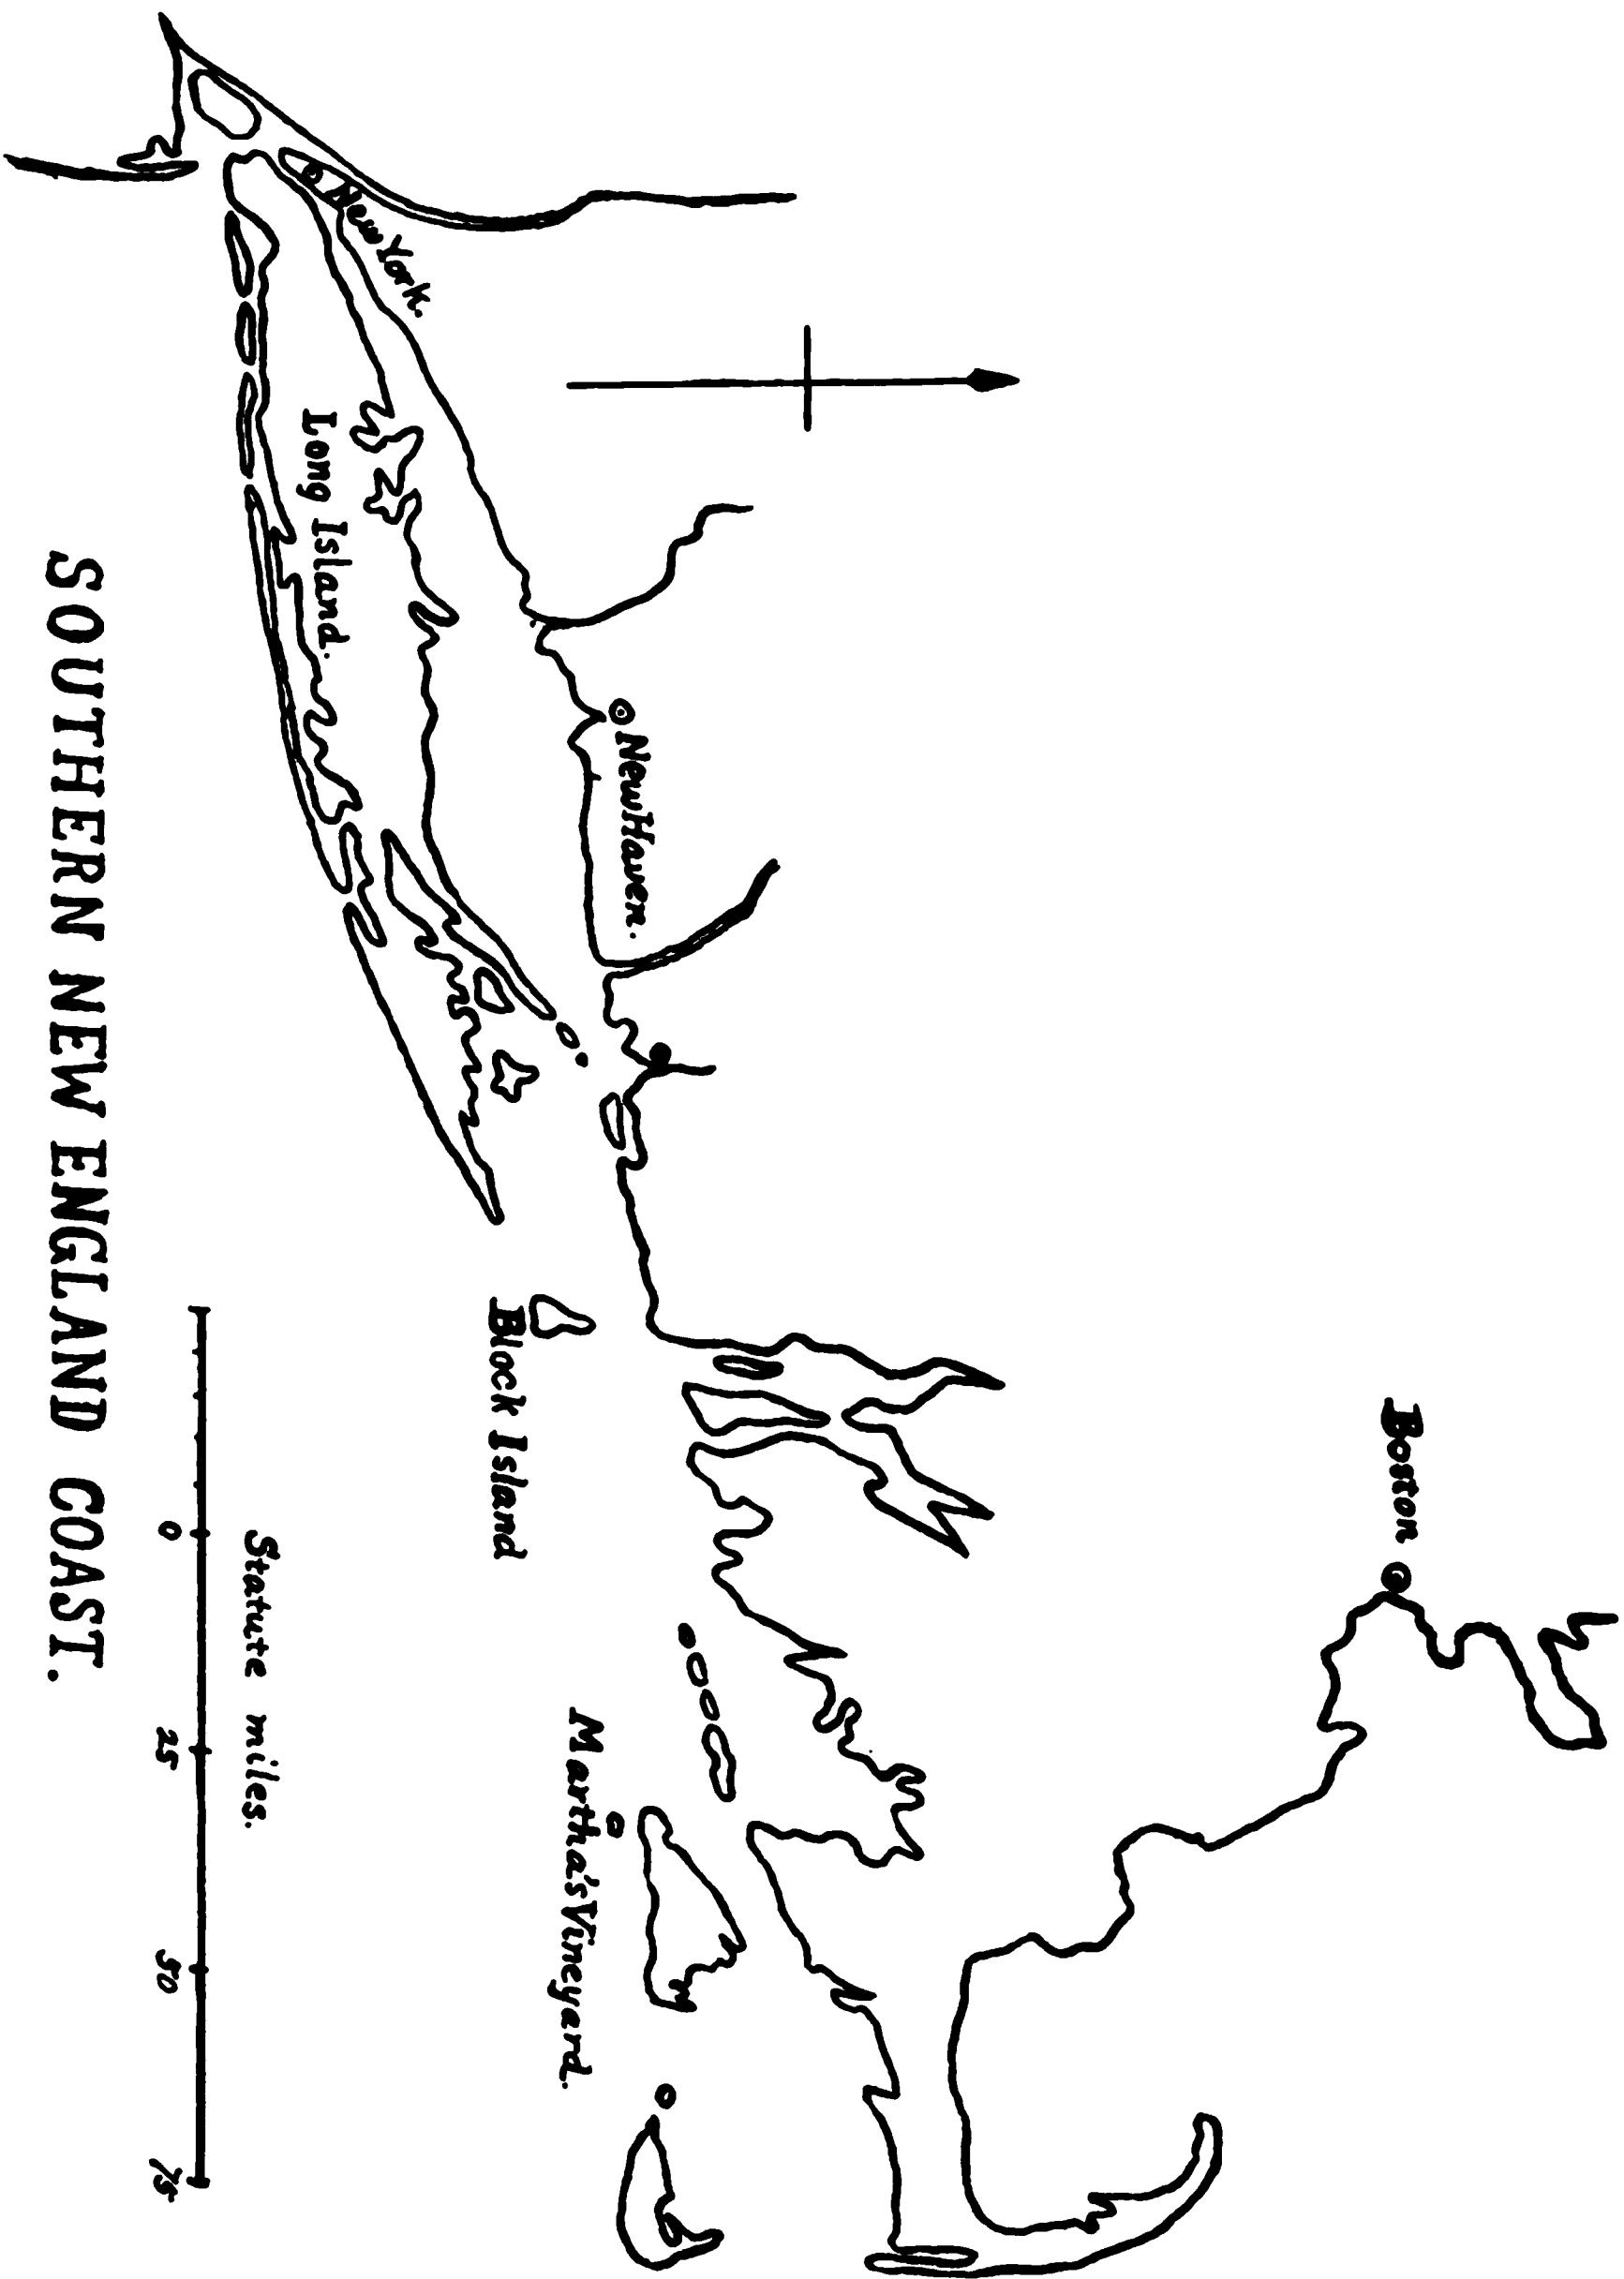 Boston
New York.
New Haven.
Long Island.
Block Island
Martha'sVineyard.
Statute miles.
0 25 50 75
SOUTHERN NEW ENGLAND COAST.